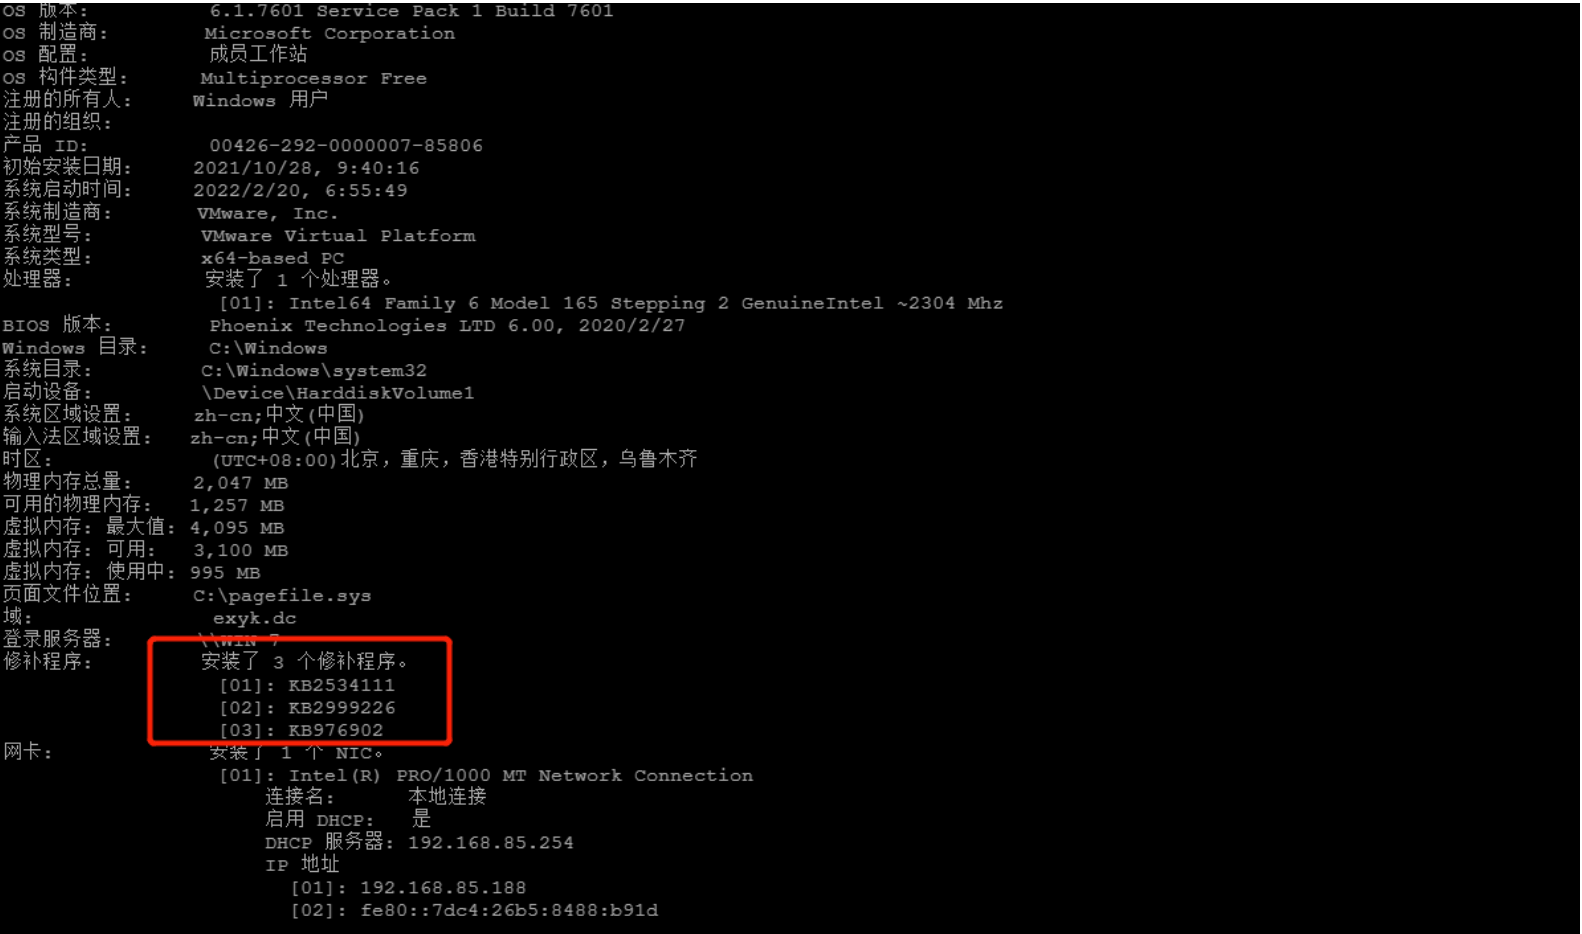 OS 版本:          6.1.7601 Service Pack 1 Build 7601
OS 制造商:        Microsoft Corporation
OS 配置:          成员工作站
OS 构件类型:      Multiprocessor Free
注册的所有人:     Windows 用户
注册的组织:
产品 ID:          00426-292-0000007-85806
初始安装日期:     2021/10/28, 9:40:16
系统启动时间:     2022/2/20, 6:55:49
系统制造商:       VMware, Inc.
系统型号:         VMware Virtual Platform
系统类型:         x64-based PC
处理器:           安装了 1 个处理器。
[01]: Intel64 Family 6 Model 165 Stepping 2 GenuineIntel ~2304 Mhz
BIOS 版本:        Phoenix Technologies LTD 6.00, 2020/2/27
Windows 目录:     C:\Windows
系统目录:         C:\Windows\system32
启动设备:         \Device\HarddiskVolume1
系统区域设置:     zh-cn;中文(中国)
输入法区域设置:   zh-cn;中文(中国)
时区:             (UTC+08:00)北京，重庆，香港特别行政区，乌鲁木齐
物理内存总量:     2,047 MB
可用的物理内存:   1,257 MB
虚拟内存: 最大值: 4,095 MB
虚拟内存: 可用:   3,100 MB
虚拟内存: 使用中: 995 MB
页面文件位置:     C:\pagefile.sys
域:               exyk.dc
登录服务器:       \\WIN-7
修补程序:         安装了 3 个修补程序。
[01]: KB2534111
[02]: KB2999226
[03]: KB976902
网卡:             安装了 1 个 NIC。
[01]: Intel(R) PRO/1000 MT Network Connection
连接名:      本地连接
启用 DHCP:   是
DHCP 服务器: 192.168.85.254
IP 地址
[01]: 192.168.85.188
[02]: fe80::7dc4:26b5:8488:b91d